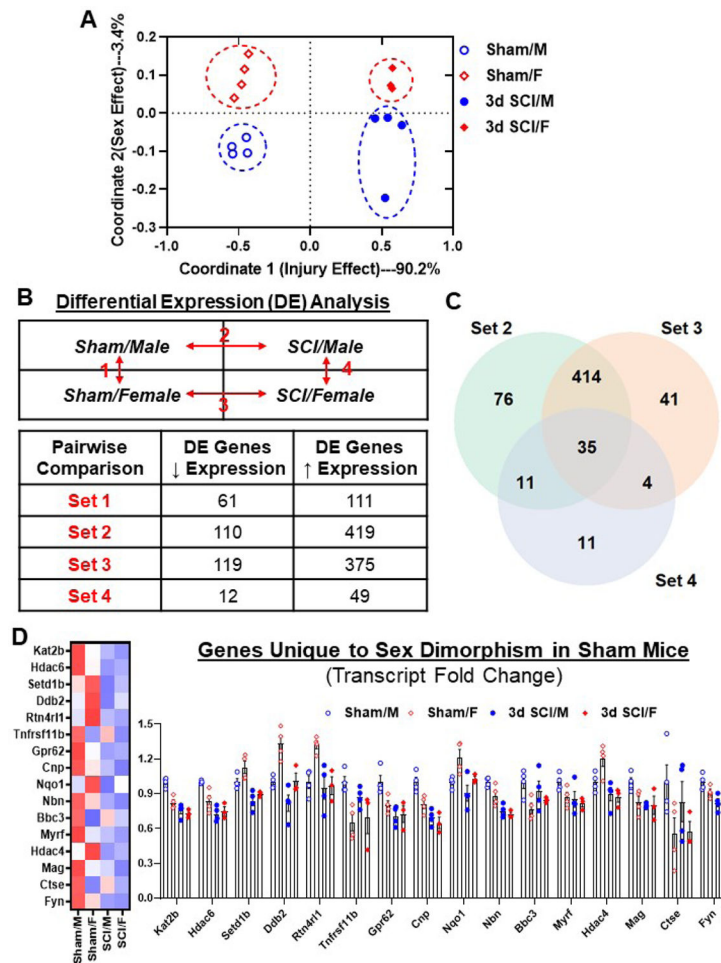 A
0.2
0.1
0.0
-0.1
-0.2
-0.3
Coordinate 2(Sex Effect)---3.4%
-1.0 -0.5 0.0 0.5 1.0
Coordinate 1 (Injury Effect)---90.2%
Sham/M
Sham/F
3d SCI/M
3d SCI/F
B
Differential Expression (DE) Analysis
Sham/Male 2 SCI/Male
1 4
Sham/Female 3 SCI/Female
Pairwise Comparison DE Genes ↓ Expression DE Genes ↑ Expression
Set 1 61 111
Set 2 110 419
Set 3 119 375
Set 4 12 49
C
Set 2 Set 3
414
76 41
35
11 4
11
Set 4
D
Kat2b
Hdac6
Setd1b
Ddb2
Rtn4rl1
Tnfrsf11b
Gpr62
Cnp
Nqo1
Nbn
Bbc3
Myrf
Hdac4
Mag
Ctse
Fyn
Sham/M Sham/F SCI/M SCI/F
Genes Unique to Sex Dimorphism in Sham Mice
(Transcript Fold Change)
Sham/M Sham/F 3d SCI/M 3d SCI/F
1.5
1.2
0.9
0.6
0.3
0.0
Kat2b Hdac6 Setd1b Ddb2 Rtn4rl1 Tnfrsf11b Gpr62 Cnp Nqo1 Nbn Bbc3 Myrf Hdac4 Mag Ctse Fyn